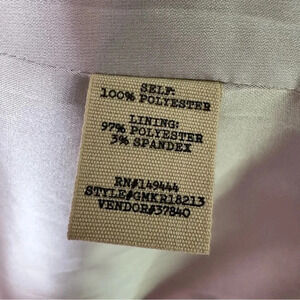 SELF:
100% POLYESTER
LINING:
97% POLYESTER
3% SPANDEX
RN#149444
STYLE#GMKR18213
VENDOR#37840